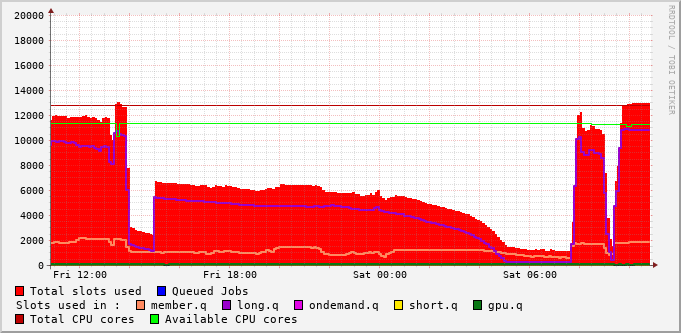 20000
18000
16000
14000
12000
10000
8000
6000
4000
2000
0
Fri 12:00 Fri 18:00 Sat 00:00 Sat 06:00
RRDTOOL / TOBI OETIKER
Total slots used Queued Jobs
Slots used in : member.q long.q ondemand.q short.q gpu.q
Total CPU cores Available CPU cores